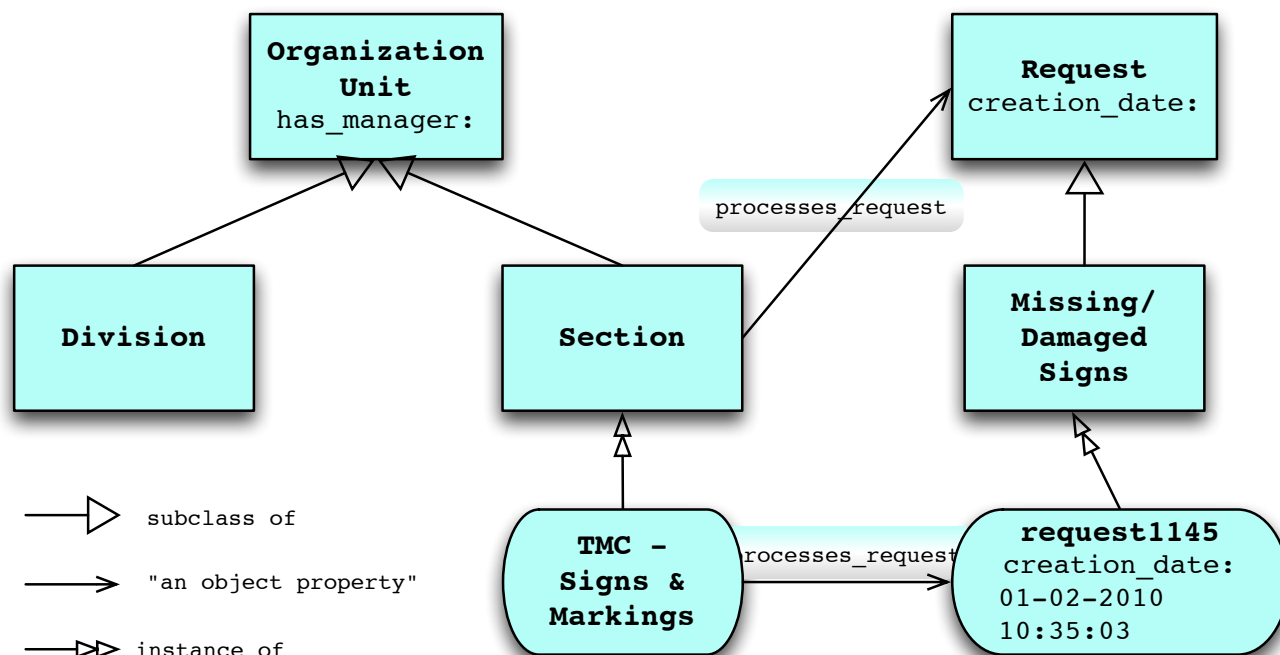 Organization
Unit
has_manager:
Request
creation_date:
processes_request
Division
Section
Missing/
Damaged
Signs
subclass of
"an object property"
instance of
TMC -
Signs &
Markings
rocesses_request
request1145
creation_date:
01-02-2010
10:35:03